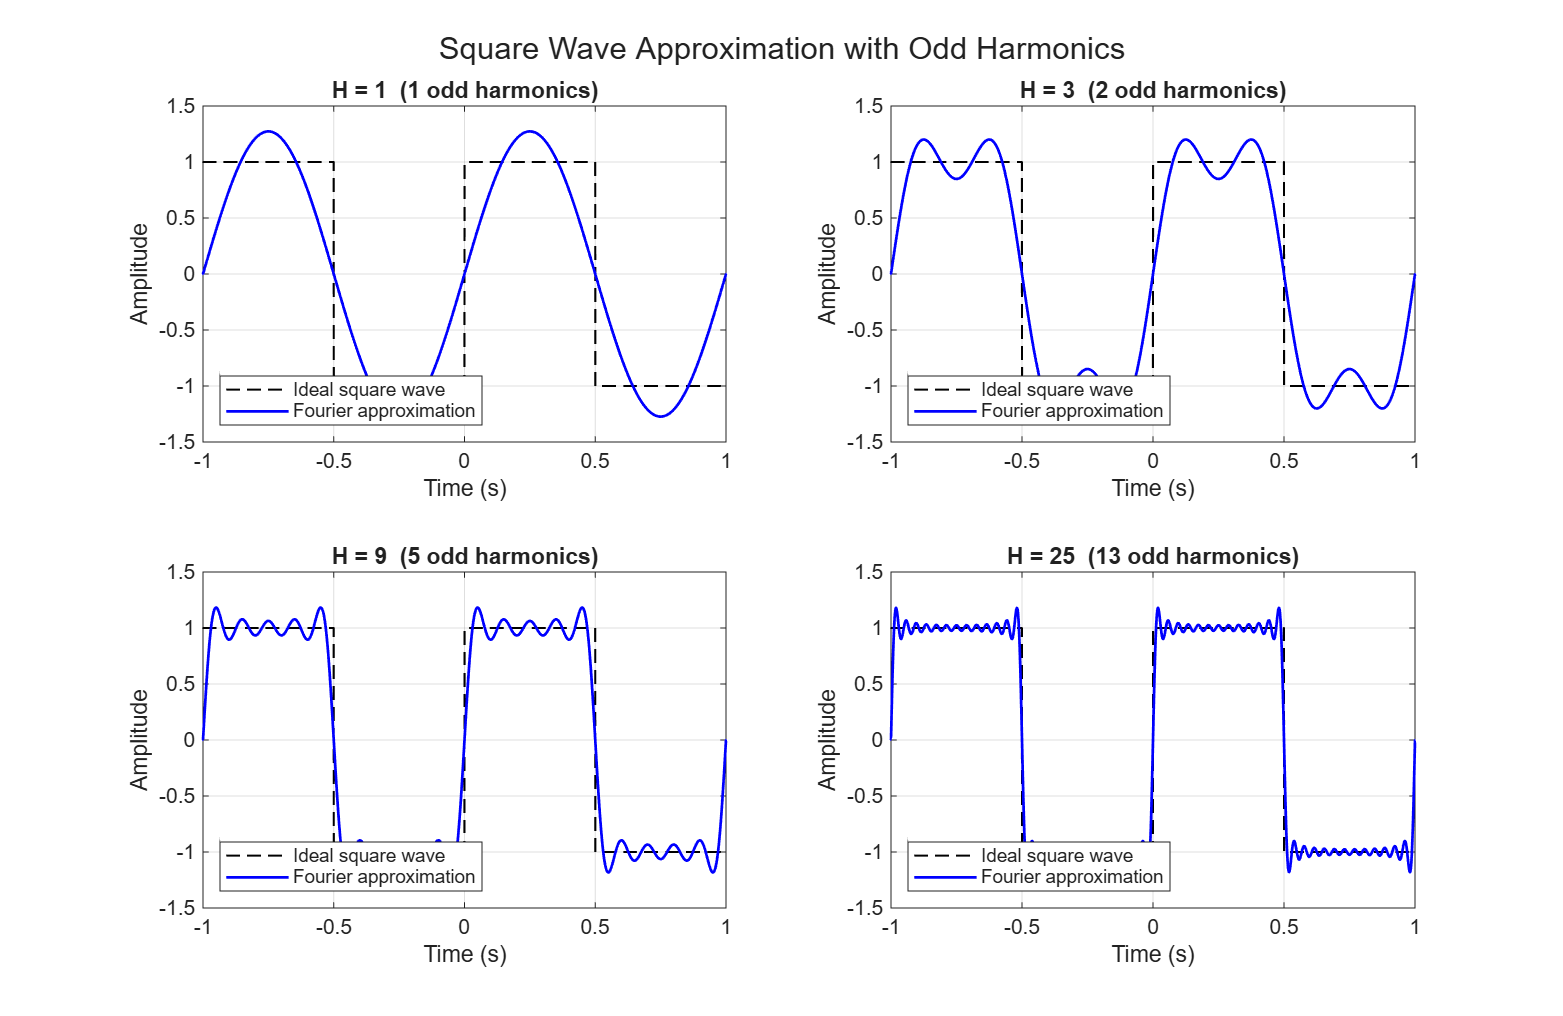 Square Wave Approximation with Odd Harmonics
H = 1  (1 odd harmonics)
1.5
1
0.5
0
-0.5
-1
-1.5
Amplitude
Ideal square wave
Fourier approximation
-1 -0.5 0 0.5 1
Time (s)
H = 3  (2 odd harmonics)
1.5
1
0.5
0
-0.5
-1
-1.5
Amplitude
Ideal square wave
Fourier approximation
-1 -0.5 0 0.5 1
Time (s)
H = 9  (5 odd harmonics)
1.5
1
0.5
0
-0.5
-1
-1.5
Amplitude
Ideal square wave
Fourier approximation
-1 -0.5 0 0.5 1
Time (s)
H = 25  (13 odd harmonics)
1.5
1
0.5
0
-0.5
-1
-1.5
Amplitude
Ideal square wave
Fourier approximation
-1 -0.5 0 0.5 1
Time (s)